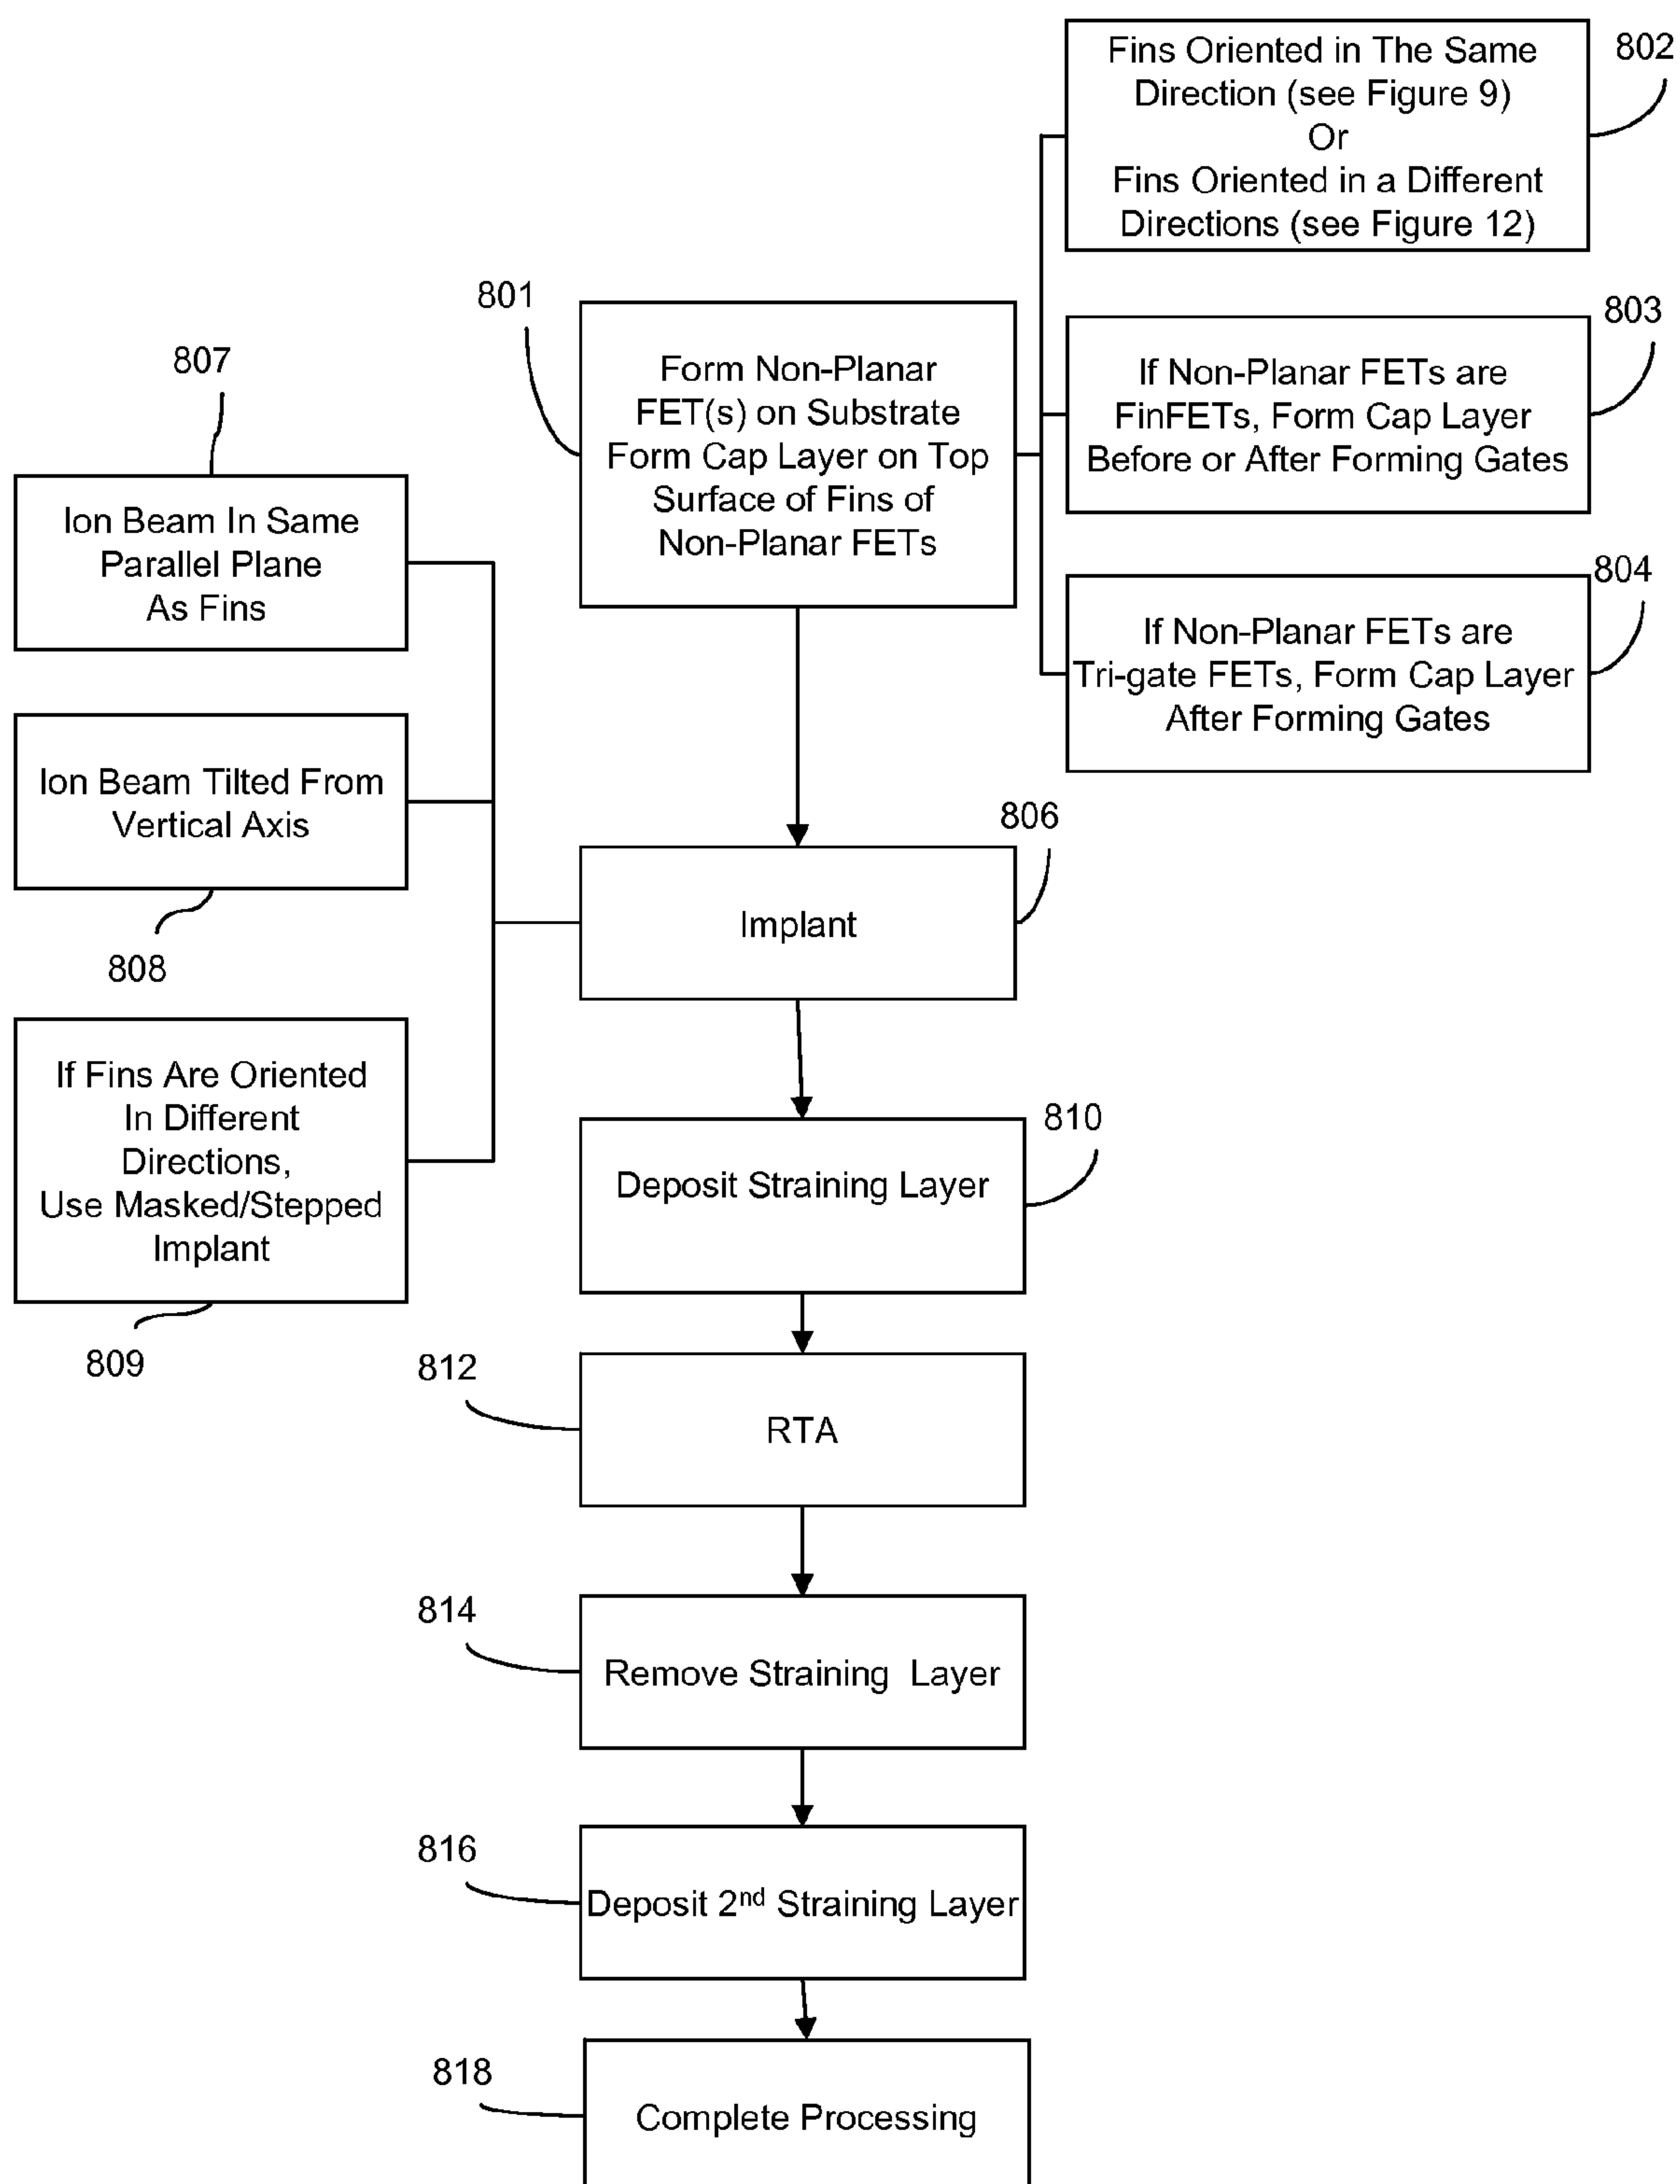 802
Fins Oriented in The Same
Direction (see Figure 9)
Or
Fins Oriented in a Different
Directions (see Figure 12)
801
Form Non-Planar
FET(s) on Substrate
Form Cap Layer on Top
Surface of Fins of
Non-Planar FETs
803
If Non-Planar FETs are
FinFETs, Form Cap Layer
Before or After Forming Gates
804
If Non-Planar FETs are
Tri-gate FETs, Form Cap Layer
After Forming Gates
807
Ion Beam In Same
Parallel Plane
As Fins
Ion Beam Tilted From
Vertical Axis
808
806
Implant
If Fins Are Oriented
In Different
Directions,
Use Masked/Stepped
Implant
809
810
Deposit Straining Layer
812
RTA
814
Remove Straining Layer
816
Deposit 2nd Straining Layer
818
Complete Processing